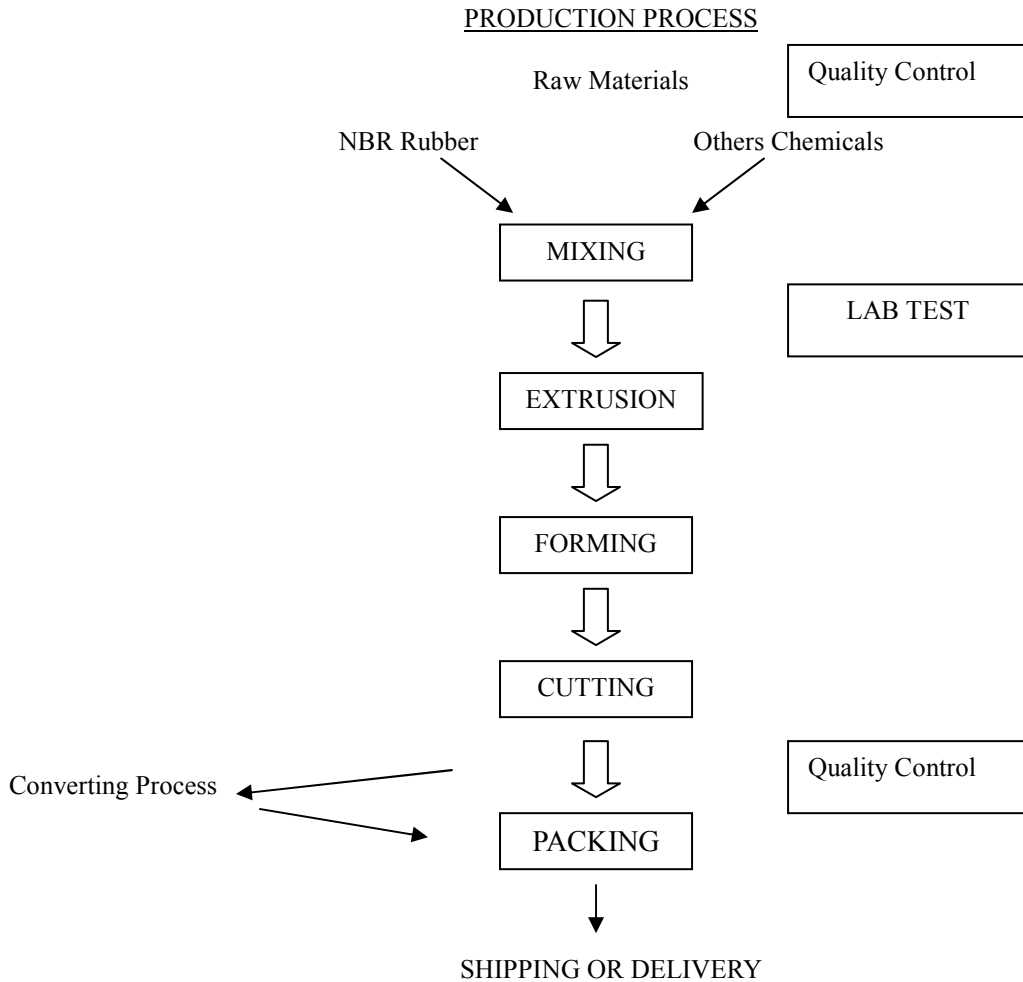 PRODUCTION PROCESS
Raw Materials
Quality Control
NBR Rubber
Others Chemicals
MIXING
LAB TEST
EXTRUSION
FORMING
CUTTING
Quality Control
Converting Process
PACKING
SHIPPING OR DELIVERY